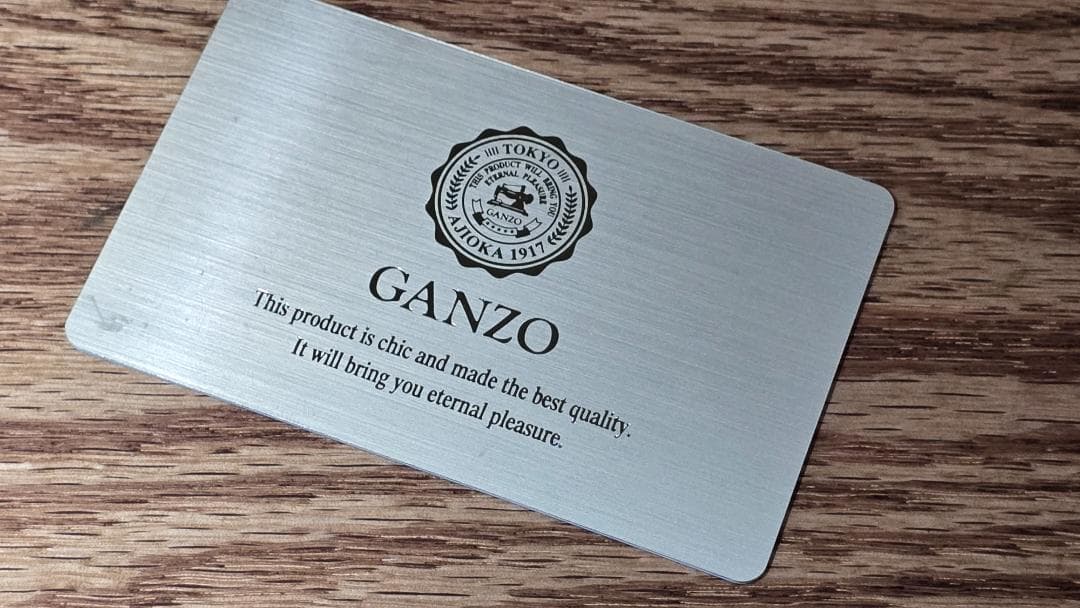 TOKYO
THIS PRODUCT WILL BRING YOU
ETERNAL PLEASURE
GANZO
AJIOKA 1917
GANZO
This product is chic and made the best quality.
It will bring you eternal pleasure.